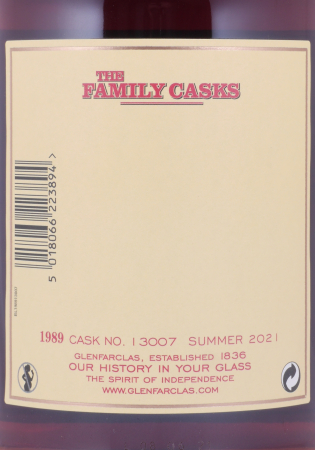 THE
FAMILY CASKS
5 018066 223894 >
1989 CASK NO. 13007 SUMMER 2021
GLENFARCLAS, ESTABLISHED 1836
OUR HISTORY IN YOUR GLASS
THE SPIRIT OF INDEPENDENCE
WWW.GLENFARCLAS.COM